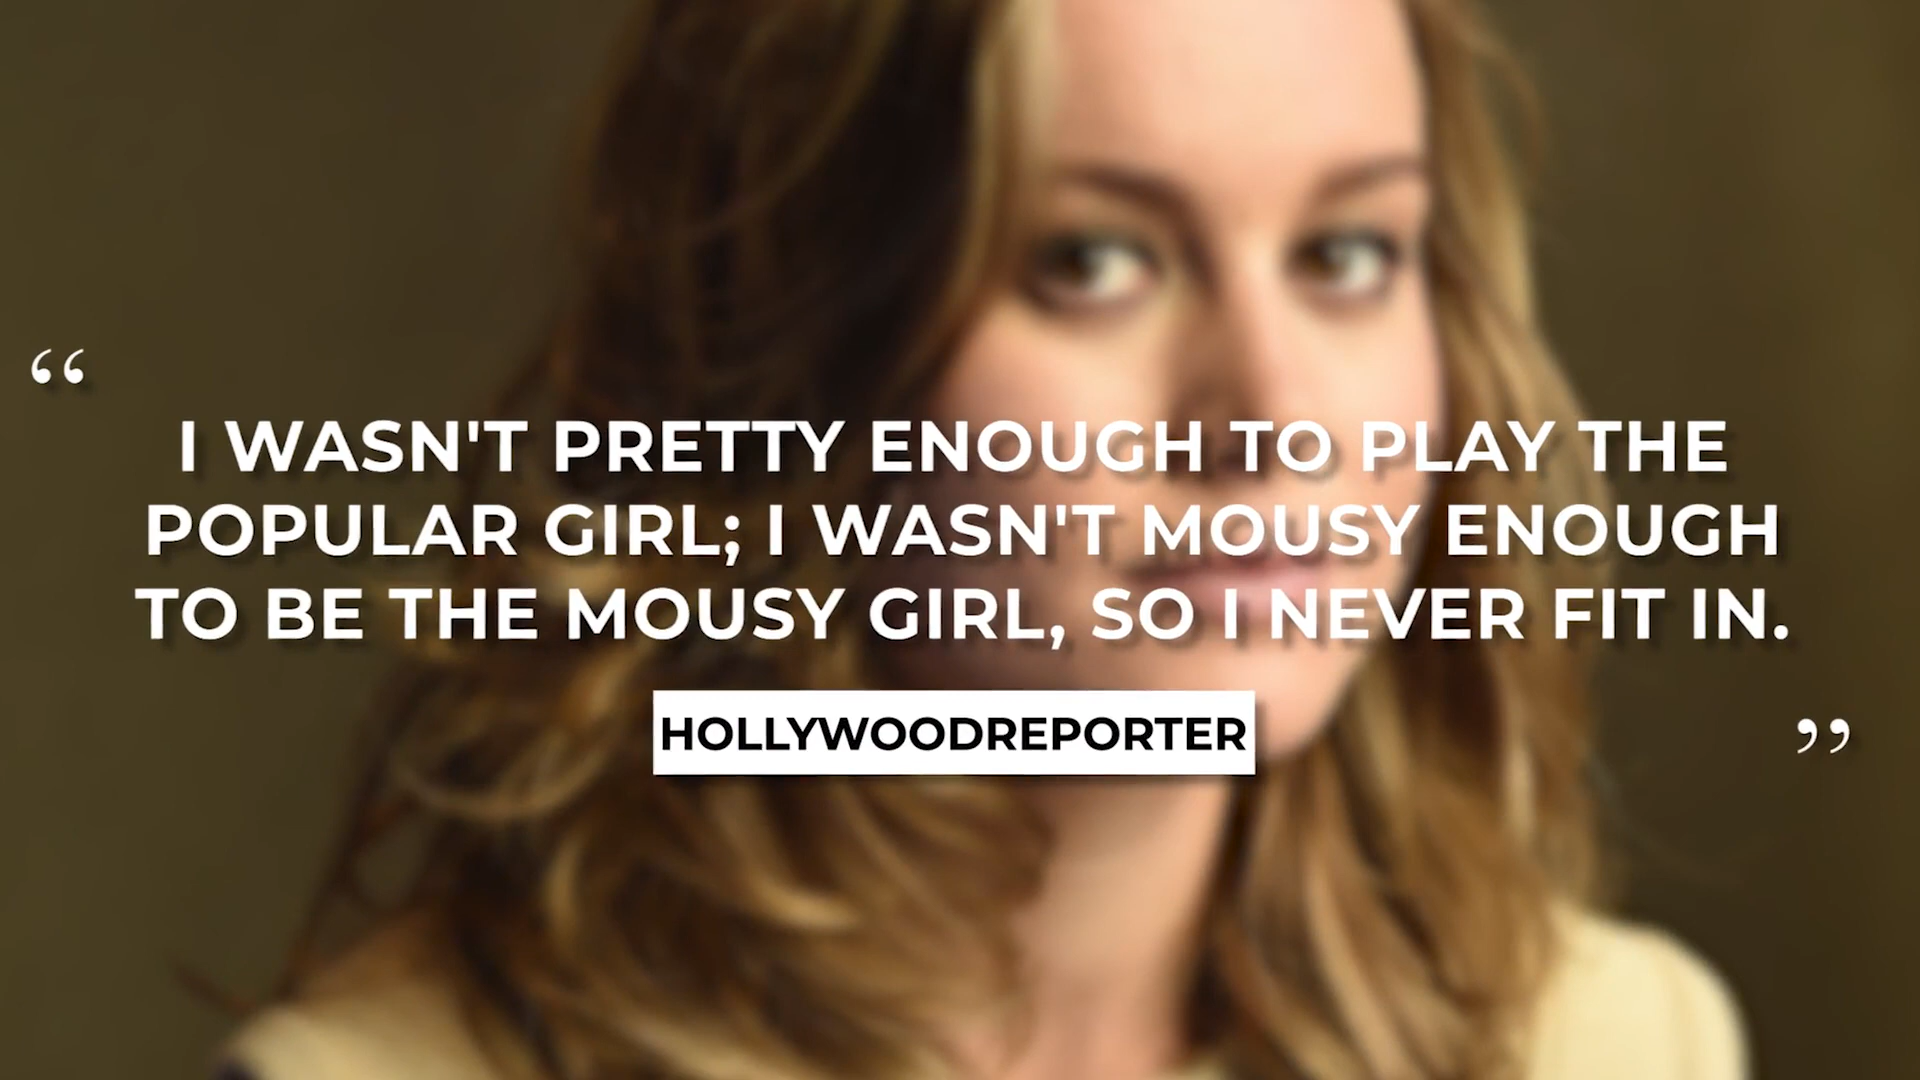 “
I WASN'T PRETTY ENOUGH TO PLAY THE
POPULAR GIRL; I WASN'T MOUSY ENOUGH
TO BE THE MOUSY GIRL, SO I NEVER FIT IN.
HOLLYWOODREPORTER
”